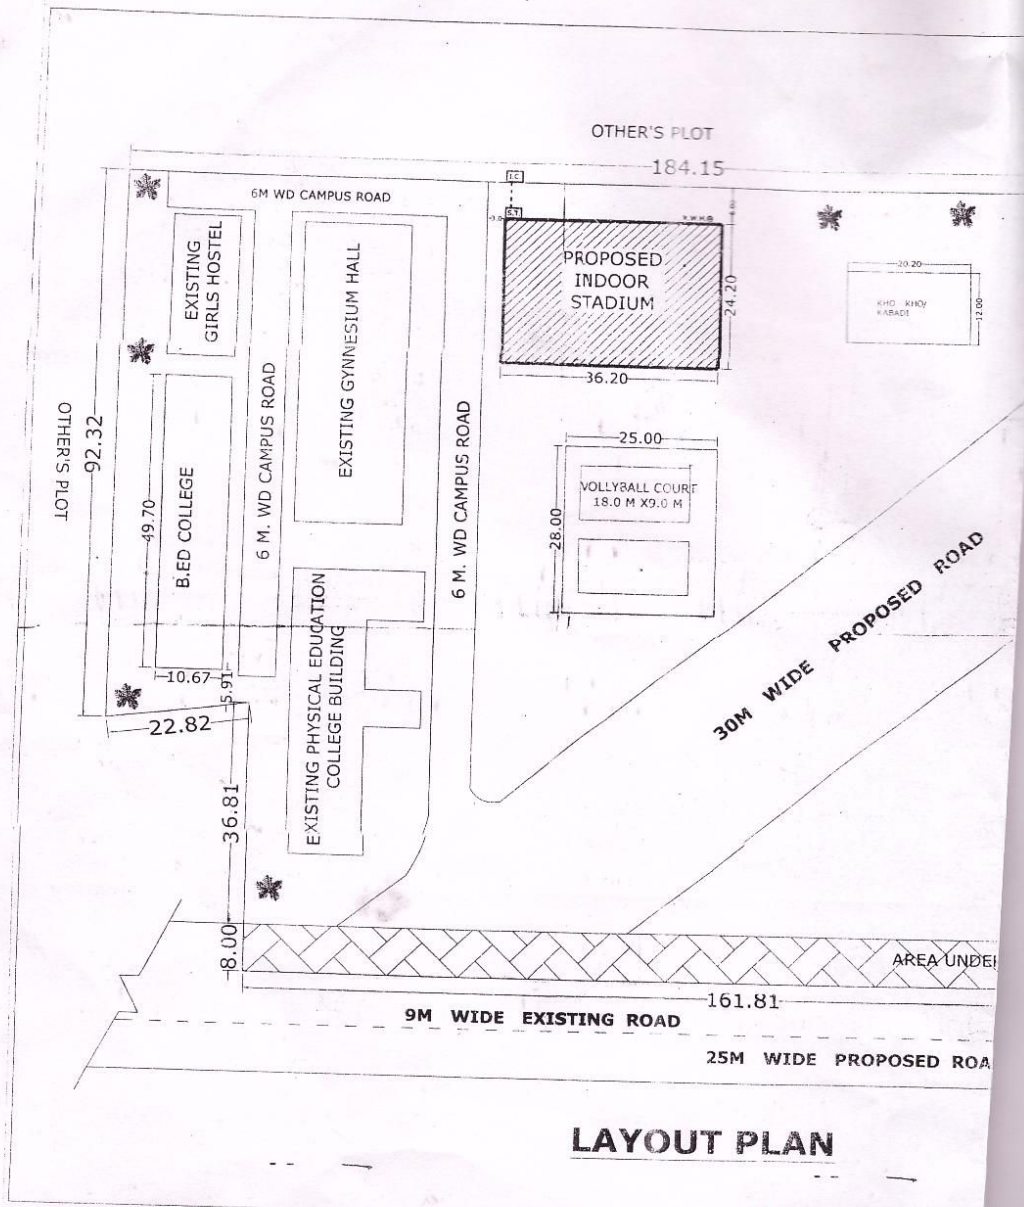 OTHER'S PLOT
184.15
I.C.
6M WD CAMPUS ROAD
S.T.
R.W.H.
EXISTING
GIRLS HOSTEL
EXISTING GYNNESIUM HALL
PROPOSED
INDOOR
STADIUM
24.20
36.20
20.20
KHO KHO/
KABADI
12.00
OTHER'S PLOT
92.32
49.70
B.ED COLLEGE
6 M. WD CAMPUS ROAD
6 M. WD CAMPUS ROAD
25.00
VOLLYBALL COURT
18.0 M X9.0 M
28.00
10.67
5.91
22.82
EXISTING PHYSICAL EDUCATION
COLLEGE BUILDING
30M WIDE PROPOSED ROAD
36.81
8.00
AREA UNDE
161.81
9M WIDE EXISTING ROAD
25M WIDE PROPOSED ROA
LAYOUT PLAN